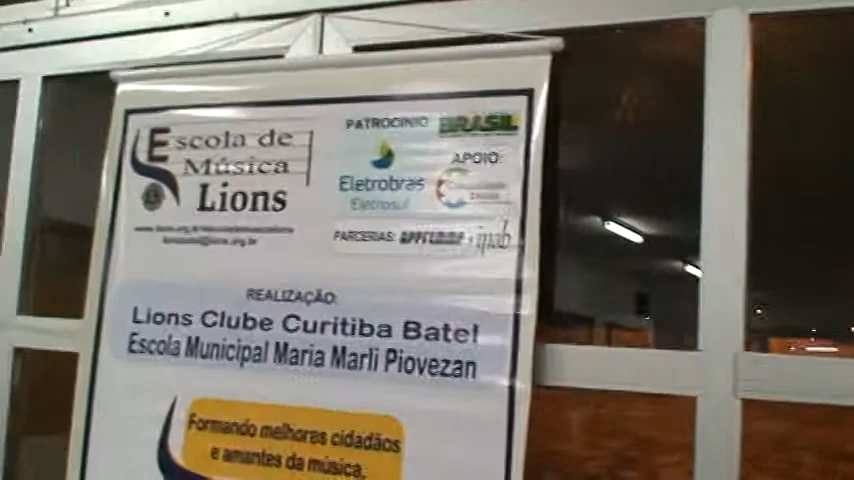 Escola de
Música
Lions
PATROCÍNIO
BRASIL
Eletrobras
Eletrosul
APOIO:
PARCERIAS:
REALIZAÇÃO:
Lions Clube Curitiba Batel
Escola Municipal Maria Marli Piovezan
Formando melhores cidadãos
e amantes da música.